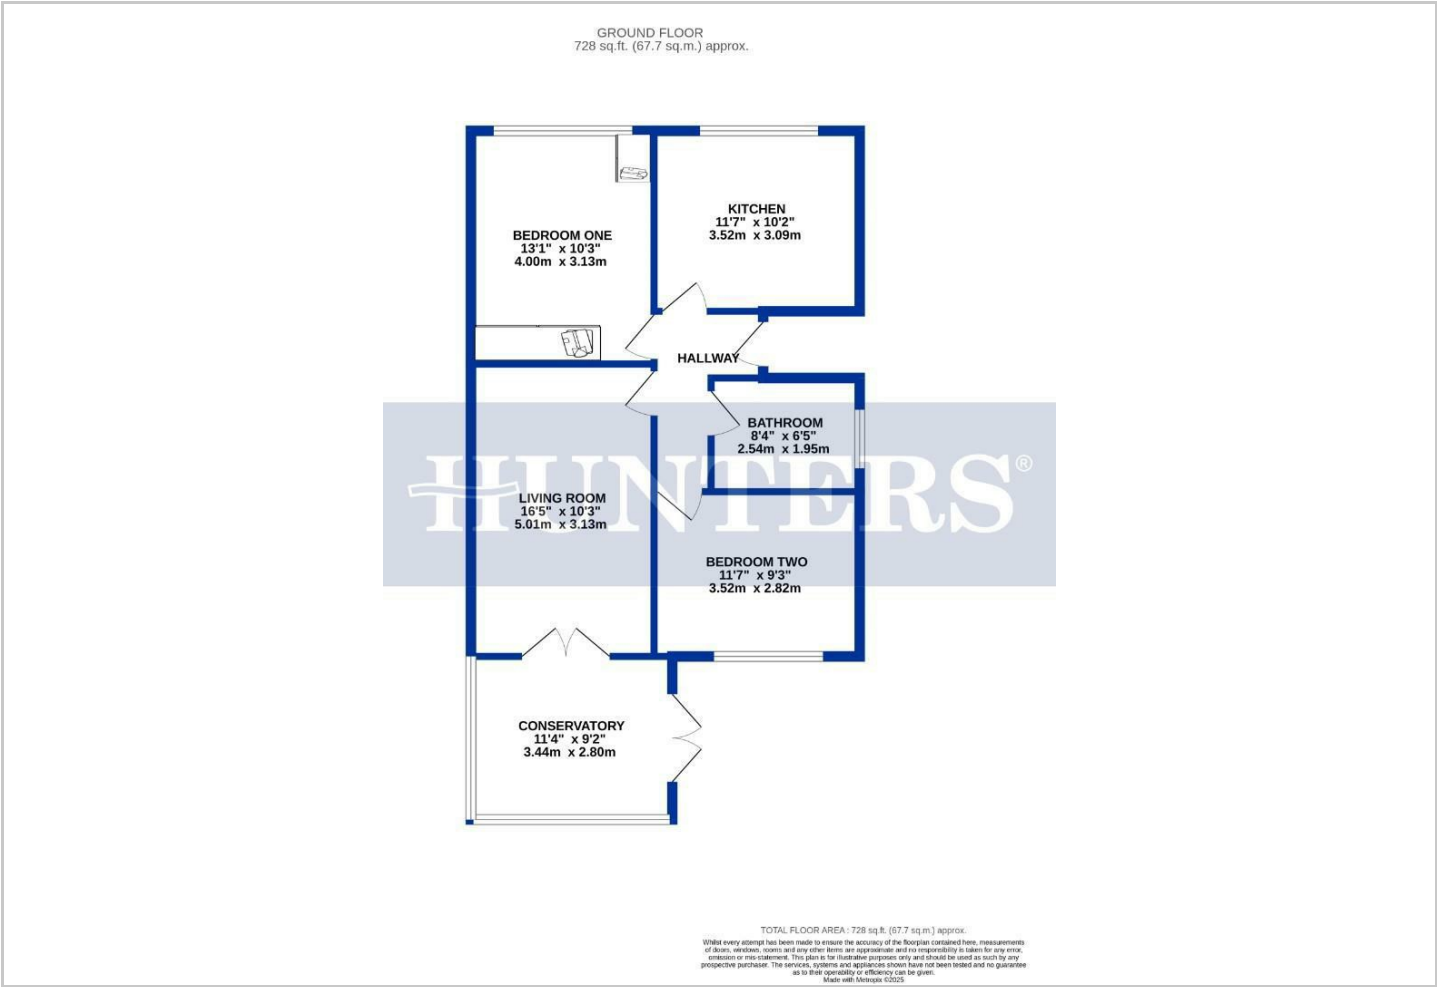 GROUND FLOOR
728 sq.ft. (67.7 sq.m.) approx.
KITCHEN
11'7" x 10'2"
3.52m x 3.09m
BEDROOM ONE
13'1" x 10'3"
4.00m x 3.13m
HALLWAY
BATHROOM
8'4" x 6'5"
2.54m x 1.95m
HUNTERS®
LIVING ROOM
16'5" x 10'3"
5.01m x 3.13m
BEDROOM TWO
11'7" x 9'3"
3.52m x 2.82m
CONSERVATORY
11'4" x 9'2"
3.44m x 2.80m
TOTAL FLOOR AREA : 728 sq.ft. (67.7 sq.m.) approx.
Whilst every attempt has been made to ensure the accuracy of the floorplan contained here, measurements
of doors, windows, rooms and any other items are approximate and no responsibility is taken for any error,
omission or mis-statement. This plan is for illustrative purposes only and should be used as such by any
prospective purchaser. The services, systems and appliances shown have not been tested and no guarantee
as to their operability or efficiency can be given.
Made with Metropix ©2025